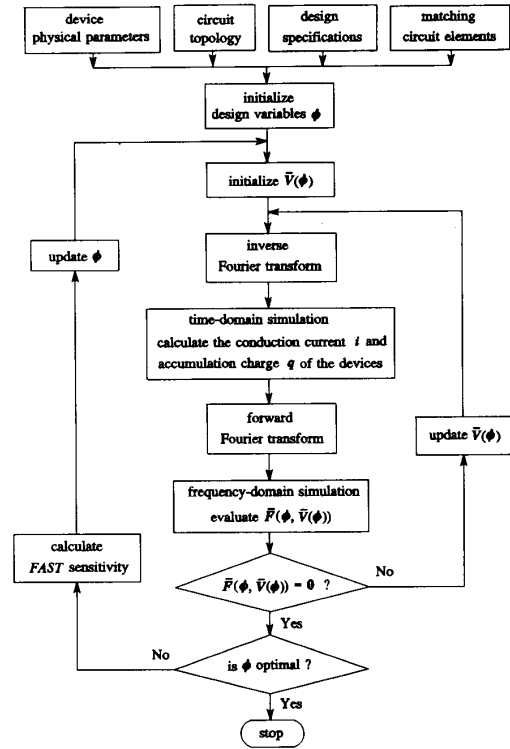 device
physical parameters
circuit
topology
design
specifications
matching
circuit elements
initialize
design variables ϕ
initialize V̄(ϕ)
update ϕ
inverse
Fourier transform
time-domain simulation
calculate the conduction current i and
accumulation charge q of the devices
forward
Fourier transform
update V̄(ϕ)
frequency-domain simulation
evaluate F̄(ϕ, V̄(ϕ))
calculate
FAST sensitivity
F̄(ϕ, V̄(ϕ)) = 0 ?
No
Yes
No
is ϕ optimal ?
Yes
stop